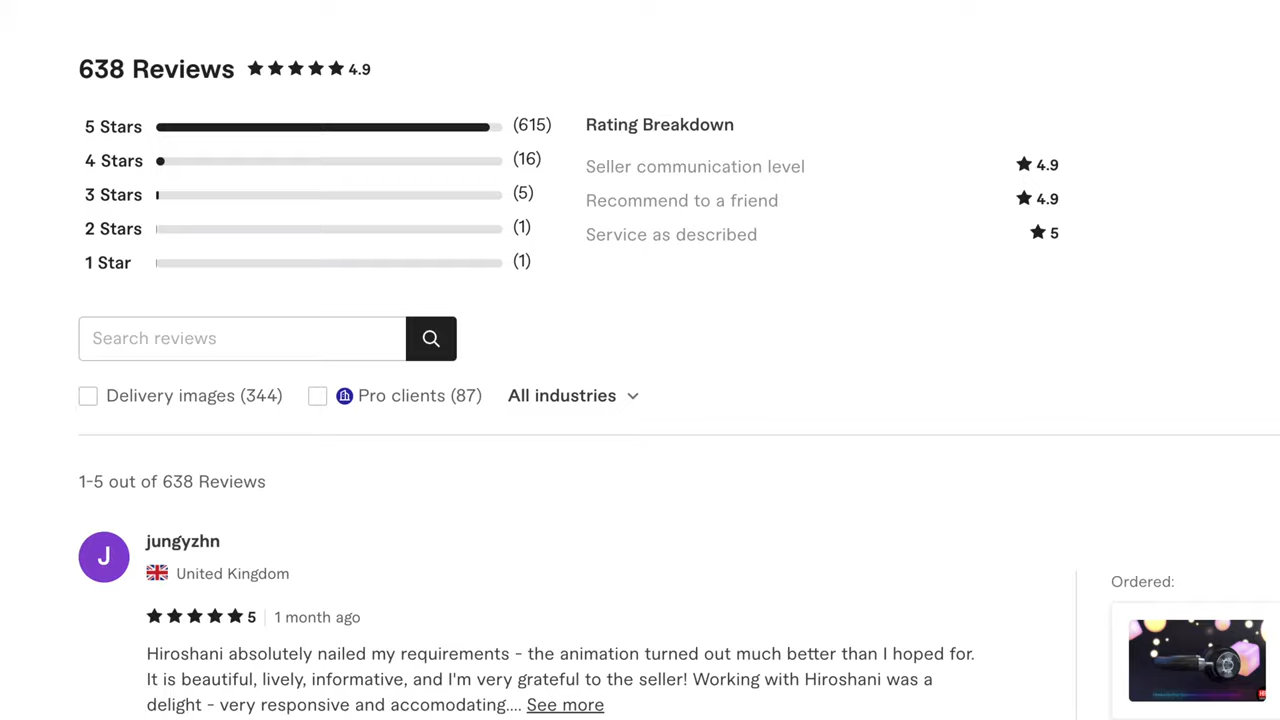 638 Reviews 4.9
5 Stars (615)
4 Stars (16)
3 Stars (5)
2 Stars (1)
1 Star (1)
Rating Breakdown
Seller communication level 4.9
Recommend to a friend 4.9
Service as described 5
Search reviews
Delivery images (344) Pro clients (87) All industries
1-5 out of 638 Reviews
J
jungyzhn
United Kingdom
5 1 month ago
Hiroshani absolutely nailed my requirements - the animation turned out much better than I hoped for.
It is beautiful, lively, informative, and I'm very grateful to the seller! Working with Hiroshani was a
delight - very responsive and accomodating.... See more
Ordered: